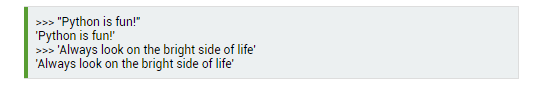 >>> "Python is fun!"
'Python is fun!'
>>> 'Always look on the bright side of life'
'Always look on the bright side of life'